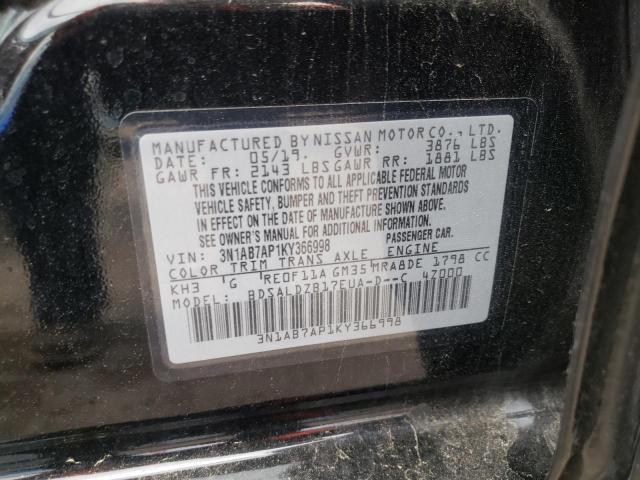 MANUFACTURED BY NISSAN MOTOR CO., LTD.
DATE: 05/19. GVWR: 3876 LBS
GAWR FR: 2143 LBS GAWR RR: 1881 LBS
THIS VEHICLE CONFORMS TO ALL APPLICABLE FEDERAL MOTOR
VEHICLE SAFETY, BUMPER AND THEFT PREVENTION STANDARDS
IN EFFECT ON THE DATE OF MANUFACTURE SHOWN ABOVE.
SEE OWNER'S MANUAL FOR ADDITIONAL INFORMATION.
VIN: 3N1AB7AP1KY366998 PASSENGER CAR.
COLOR TRIM TRANS AXLE ENGINE
KH3 G RE0F11A GM35 MRA8DE 1798 CC
MODEL: BDSALDZB17EUA-D--C 47000
3N1AB7AP1KY366998